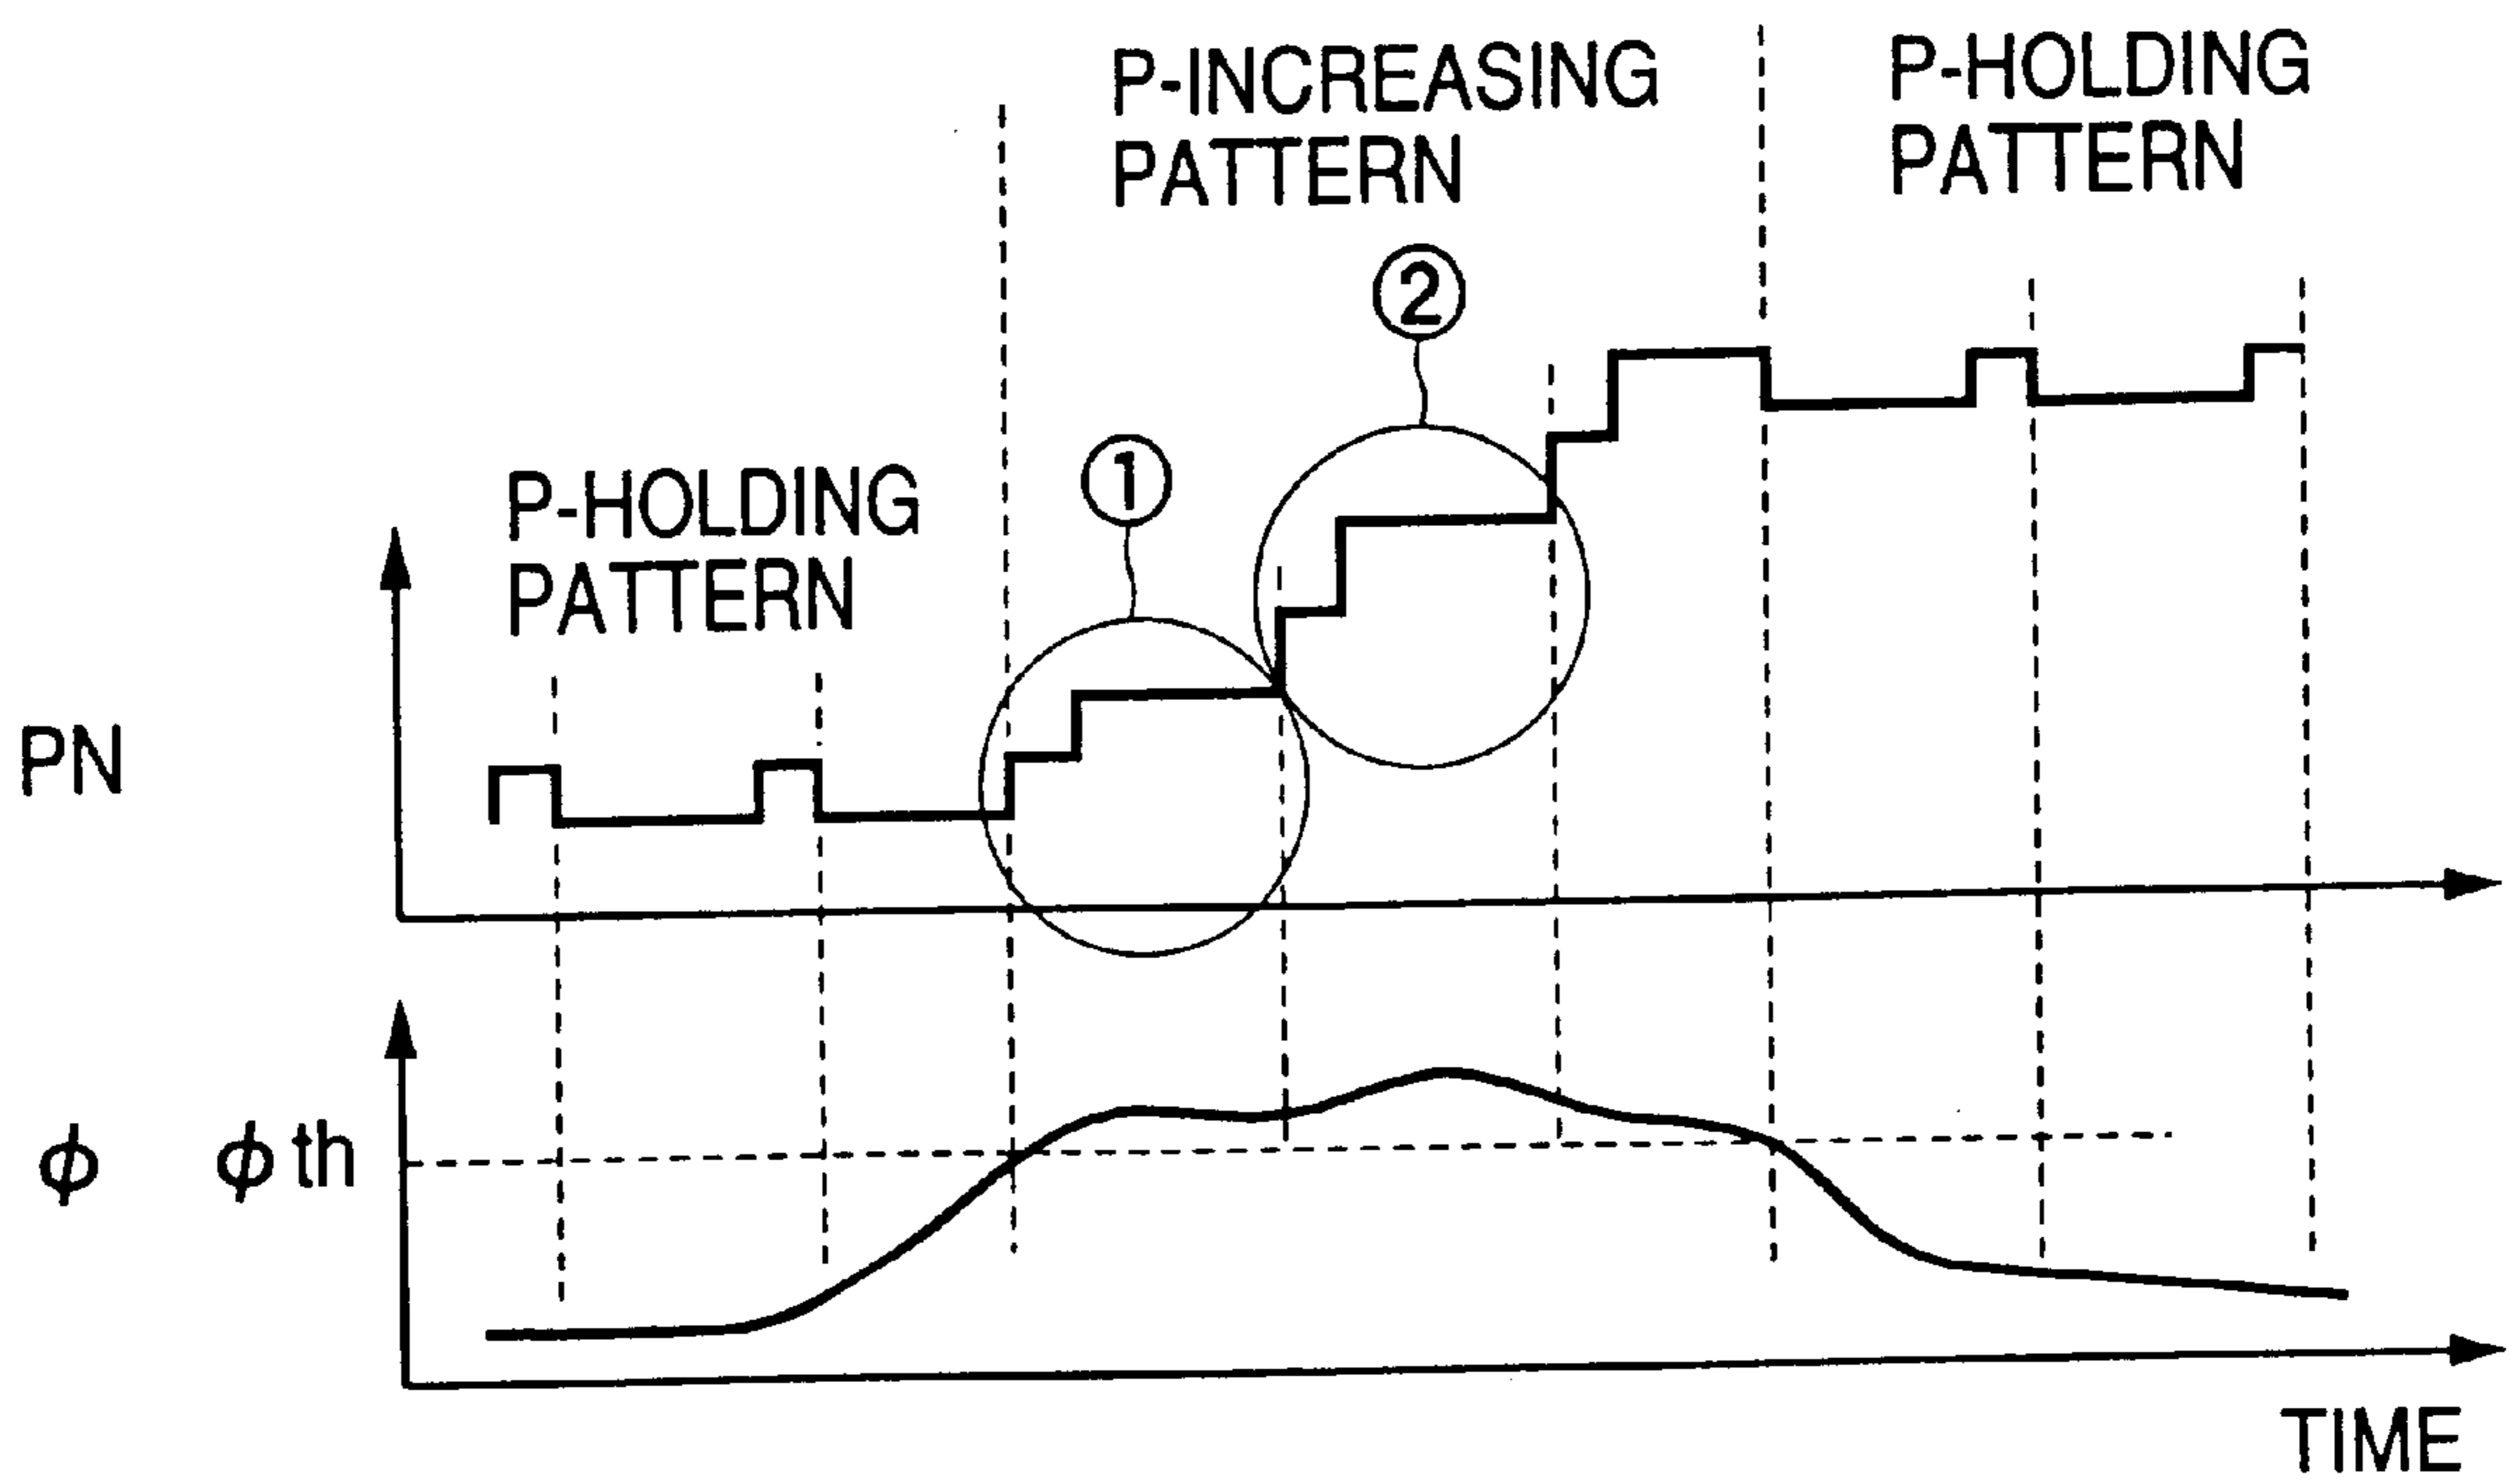 P-INCREASING
PATTERN
P-HOLDING
PATTERN
②
①
P-HOLDING
PATTERN
PN
ϕ
ϕth
TIME